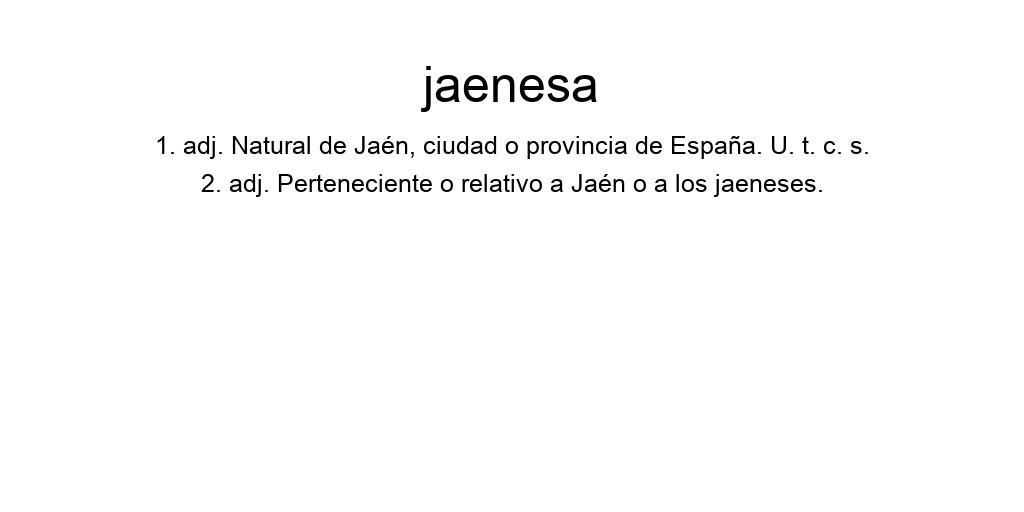 jaenesa
1. adj. Natural de Jaén, ciudad o provincia de España. U. t. c. s.
2. adj. Perteneciente o relativo a Jaén o a los jaeneses.